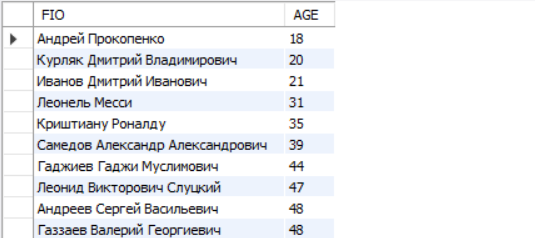 FIO AGE
Андрей Прокопенко 18
Курляк Дмитрий Владимирович 20
Иванов Дмитрий Иванович 21
Леонель Месси 31
Криштиану Роналду 35
Самедов Александр Александрович 39
Гаджиев Гаджи Муслимович 44
Леонид Викторович Слуцкий 47
Андреев Сергей Васильевич 48
Газзаев Валерий Георгиевич 48